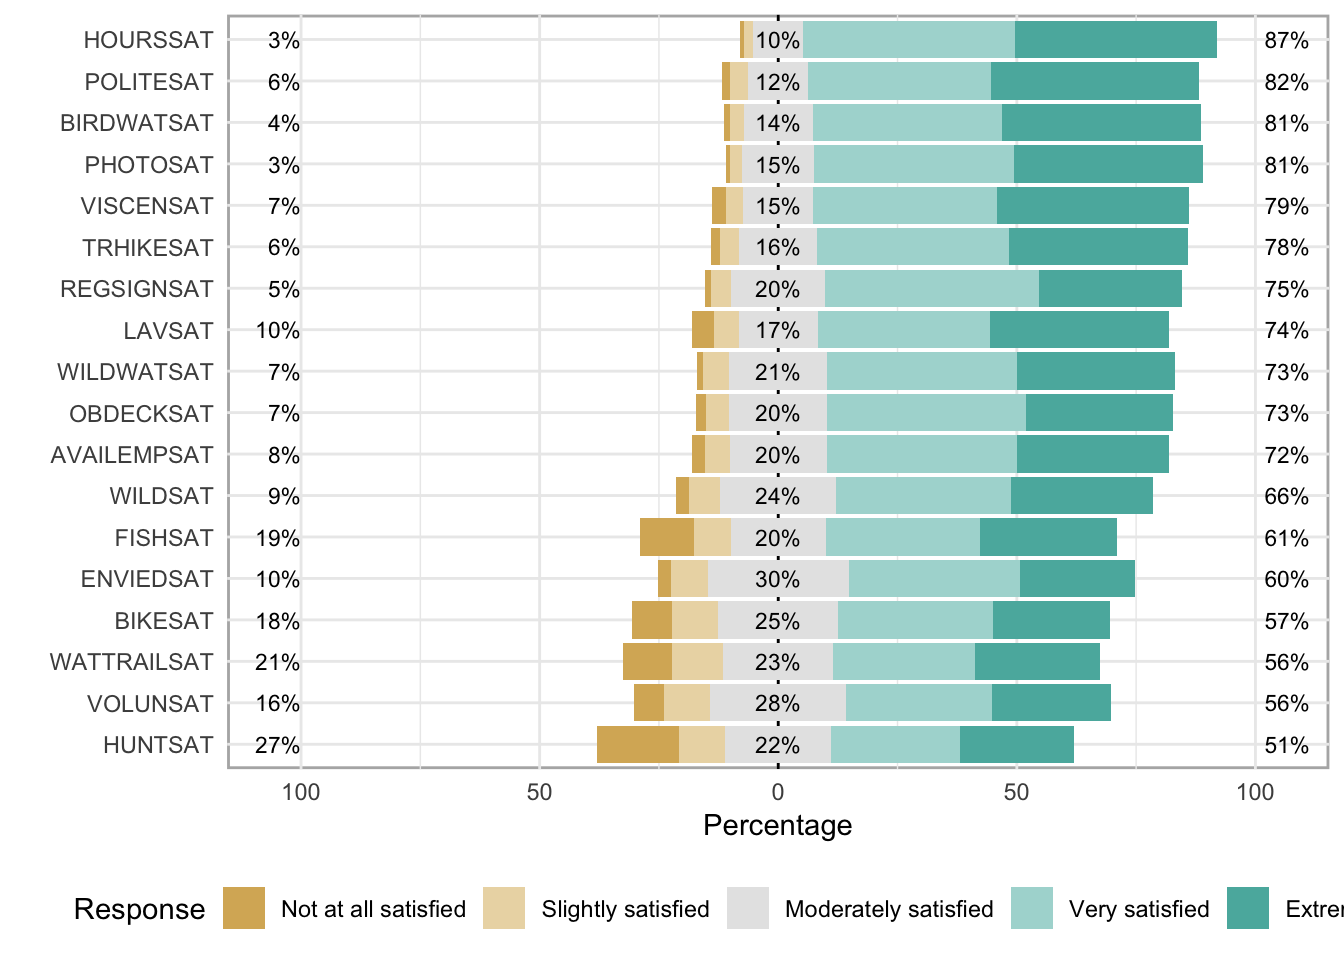 HOURSSAT 3% 10% 87%
POLITESAT 6% 12% 82%
BIRDWATSAT 4% 14% 81%
PHOTOSAT 3% 15% 81%
VISCENSAT 7% 15% 79%
TRHIKESAT 6% 16% 78%
REGSIGNSAT 5% 20% 75%
LAVSAT 10% 17% 74%
WILDWATSAT 7% 21% 73%
OBDECKSAT 7% 20% 73%
AVAILEMPSAT 8% 20% 72%
WILDSAT 9% 24% 66%
FISHSAT 19% 20% 61%
ENVIEDSAT 10% 30% 60%
BIKESAT 18% 25% 57%
WATTRAILSAT 21% 23% 56%
VOLUNSAT 16% 28% 56%
HUNTSAT 27% 22% 51%
100 50 0 50 100
Percentage
Response Not at all satisfied Slightly satisfied Moderately satisfied Very satisfied Extrer